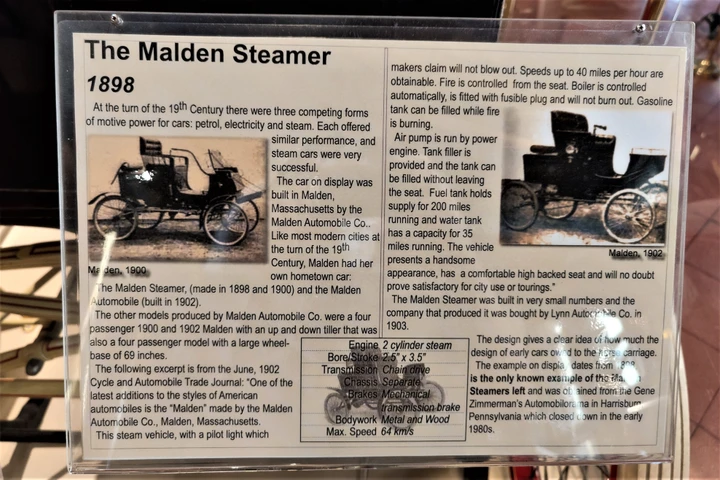 The Malden Steamer
1898
At the turn of the 19th Century there were three competing forms
of motive power for cars: petrol, electricity and steam. Each offered
similar performance, and
steam cars were very
successful.
The car on display was
built in Malden,
Massachusetts by the
Malden Automobile Co..
Like most modern cities at
the turn of the 19th
Century, Malden had her
own hometown car:
Malden, 1900
The Malden Steamer, (made in 1898 and 1900) and the Malden
Automobile (built in 1902).
The other models produced by Malden Automobile Co. were a four
passenger 1900 and 1902 Malden with an up and down tiller that was
also a four passenger model with a large wheel-
base of 69 inches.
The following excerpt is from the June, 1902
Cycle and Automobile Trade Journal: "One of the
latest additions to the styles of American
automobiles is the "Malden" made by the Malden
Automobile Co., Malden, Massachusetts.
This steam vehicle, with a pilot light which
Engine 2 cylinder steam
Bore/Stroke 2.5" x 3.5"
Transmission Chain drive
Chassis Separate
Brakes Mechanical
transmission brake
Bodywork Metal and Wood
Max. Speed 64 km/s
makers claim will not blow out. Speeds up to 40 miles per hour are
obtainable. Fire is controlled from the seat. Boiler is controlled
automatically, is fitted with fusible plug and will not burn out. Gasoline
tank can be filled while fire
is burning.
Air pump is run by power
engine. Tank filler is
provided and the tank can
be filled without leaving
the seat. Fuel tank holds
supply for 200 miles
running and water tank
has a capacity for 35
miles running. The vehicle
presents a handsome
Malden, 1902
appearance, has a comfortable high backed seat and will no doubt
prove satisfactory for city use or tourings."
The Malden Steamer was built in very small numbers and the
company that produced it was bought by Lynn Co. in
1903.
The design gives a clear idea of how much the
design of early cars owed to the horse carriage.
The example on display dates from 1898
is the only known example of the Malden
Steamers left and was obtained from the Gene
Zimmerman's Automobilorama in Harrisburg
Pennsylvania which closed down in the early
1980s.